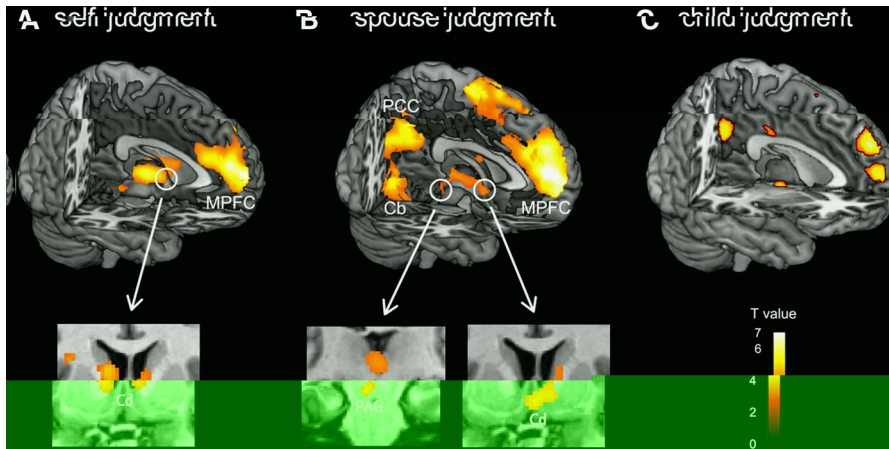 A self judgment
B spouse judgment
C child judgment
PCC
MPFC
Cb
MPFC
T value
7
6
4
2
0
Cd
PAG
Cd